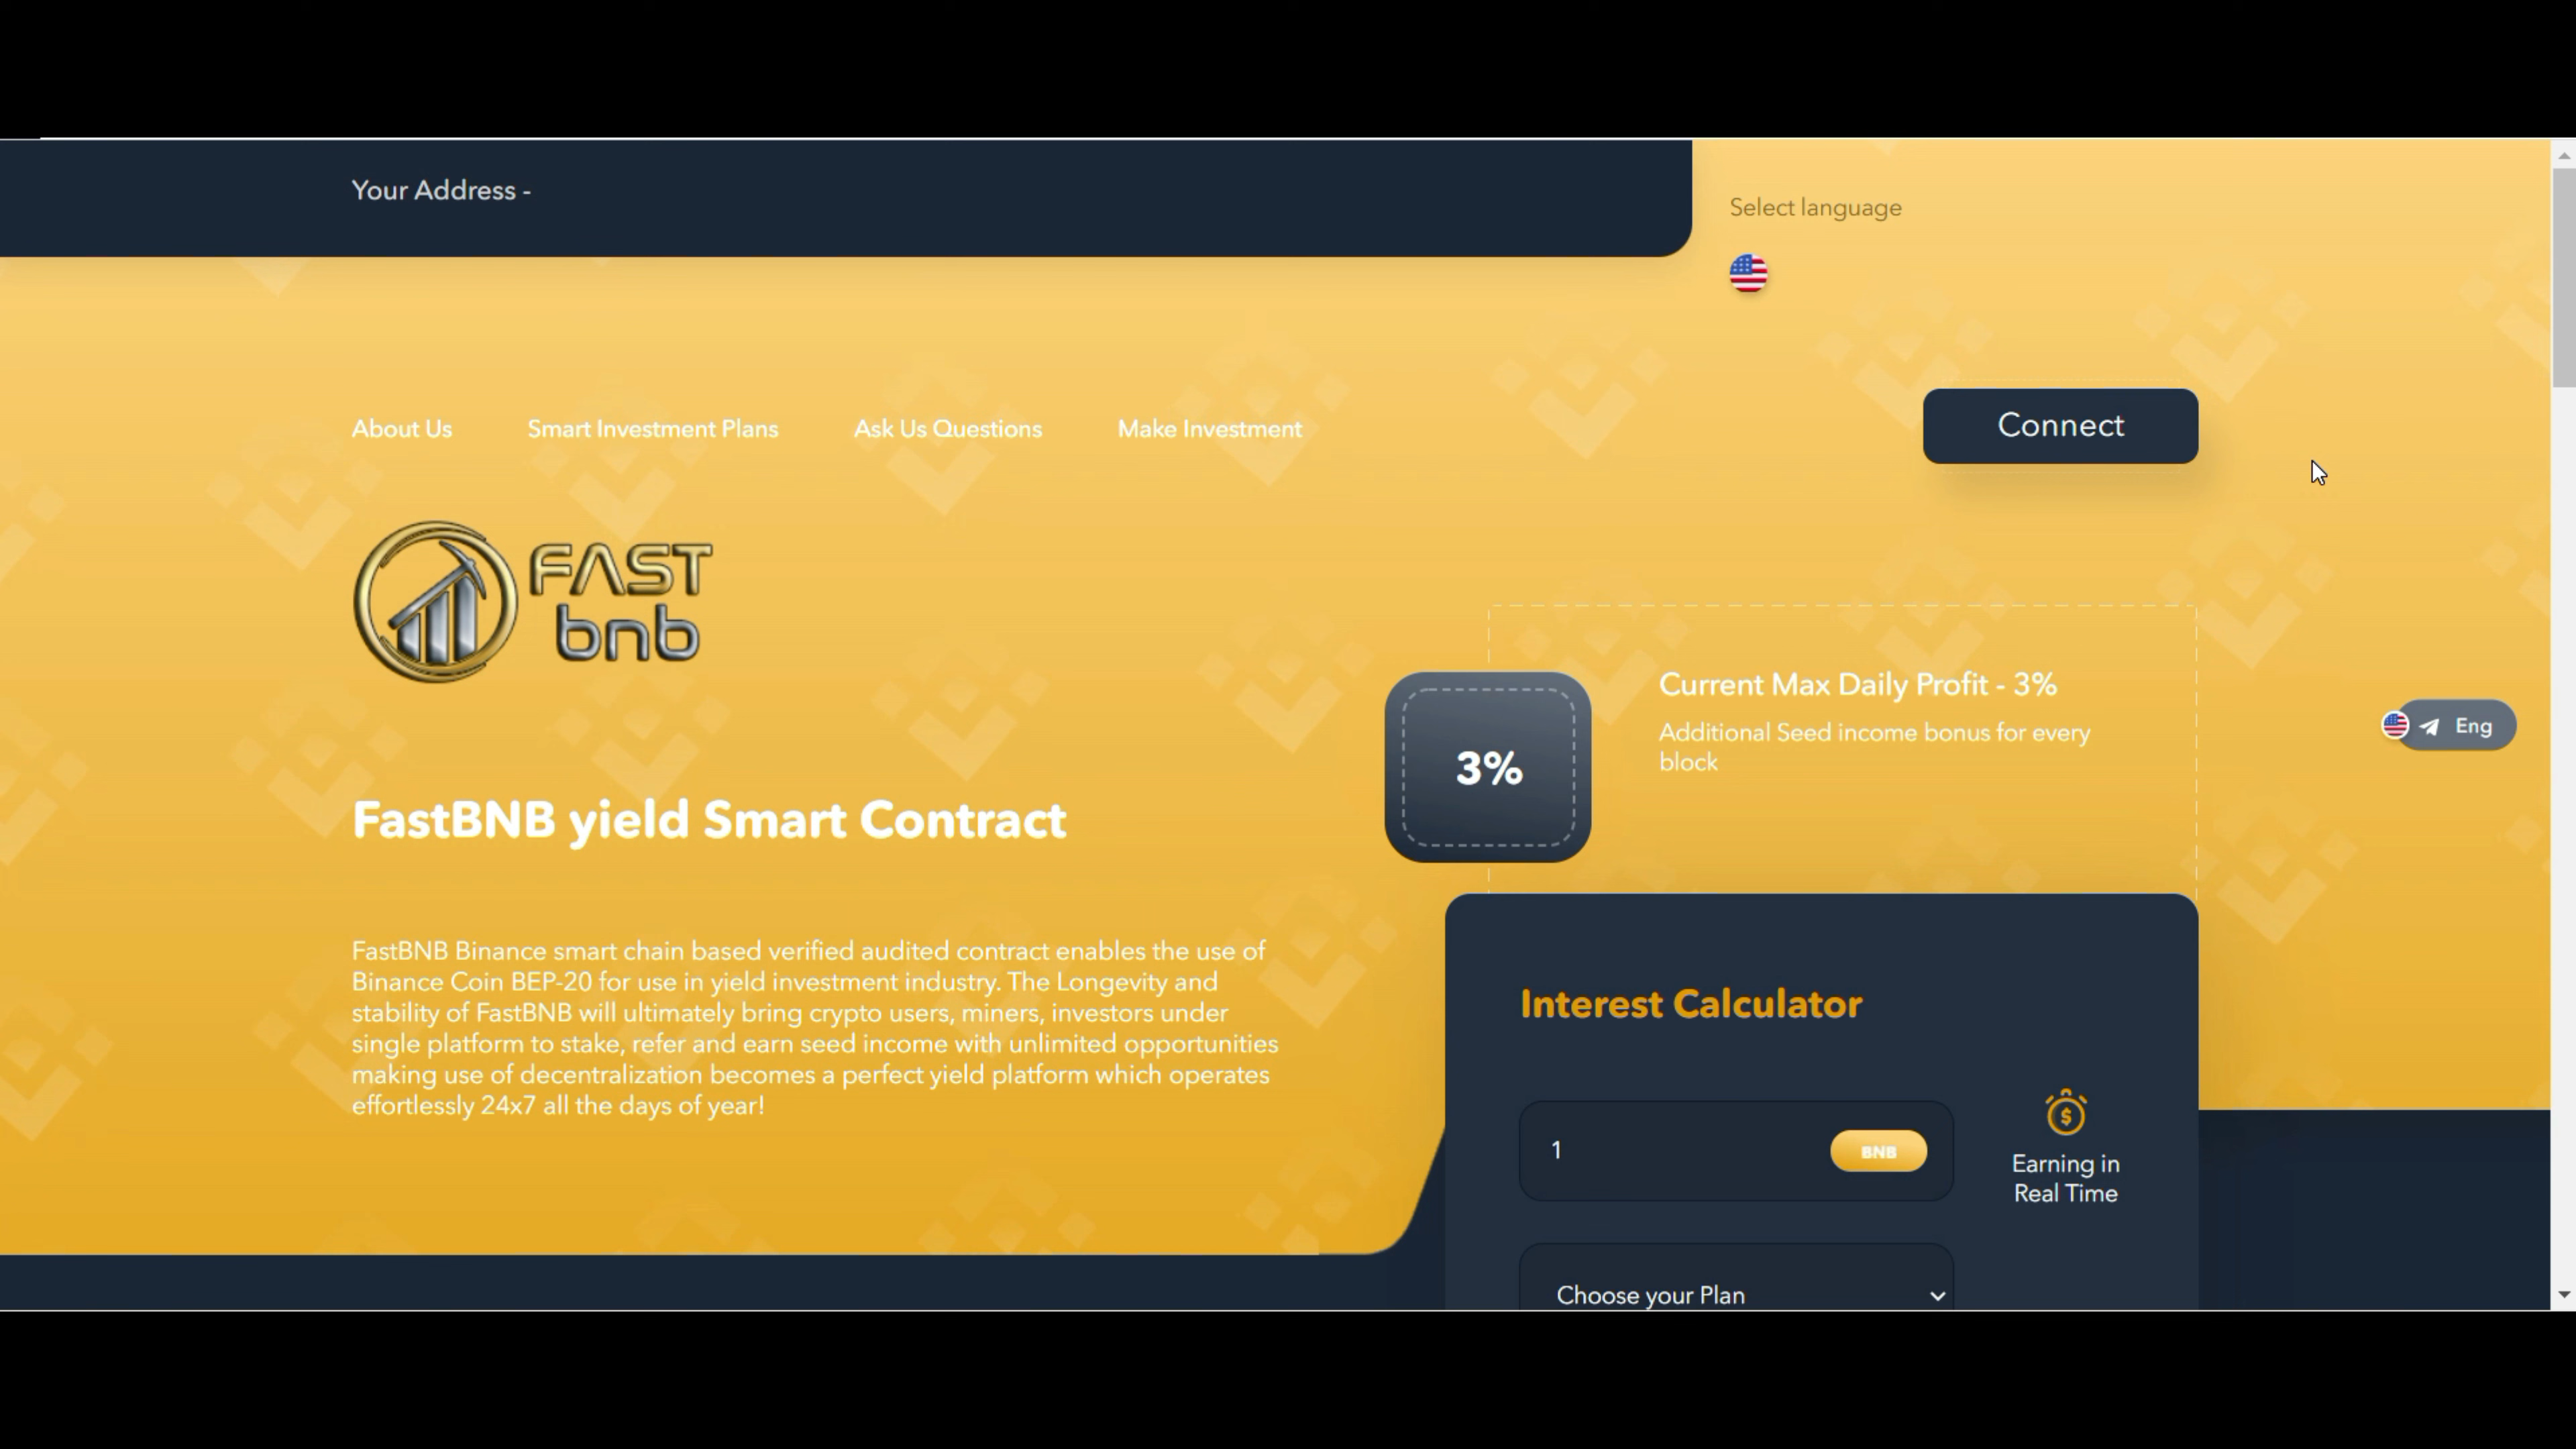 Your Address -
Select language
About Us
Smart Investment Plans
Ask Us Questions
Make Investment
Connect
FAST
bnb
Current Max Daily Profit - 3%
Additional Seed income bonus for every
block
3%
Eng
FastBNB yield Smart Contract
FastBNB Binance smart chain based verified audited contract enables the use of
Binance Coin BEP-20 for use in yield investment industry. The Longevity and
stability of FastBNB will ultimately bring crypto users, miners, investors under
single platform to stake, refer and earn seed income with unlimited opportunities
making use of decentralization becomes a perfect yield platform which operates
effortlessly 24x7 all the days of year!
Interest Calculator
1
BNB
Earning in
Real Time
Choose your Plan